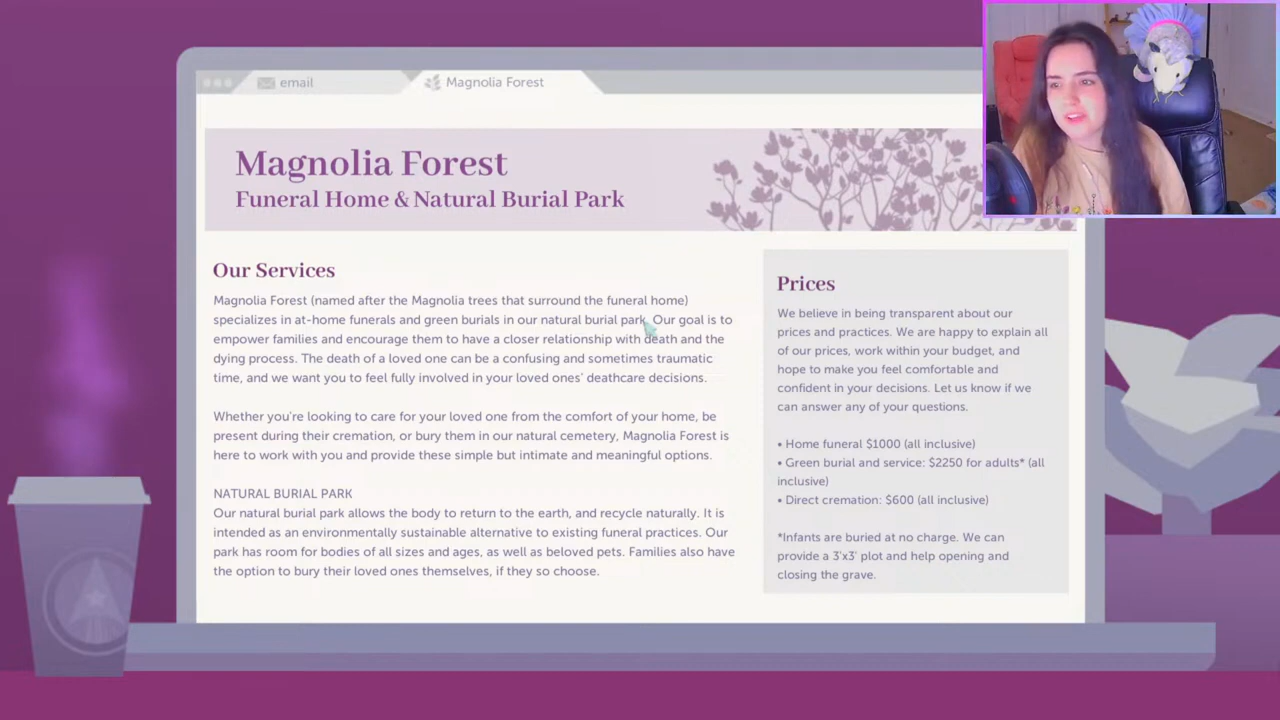 email
Magnolia Forest
Magnolia Forest
Funeral Home & Natural Burial Park
Our Services
Magnolia Forest (named after the Magnolia trees that surround the funeral home)
specializes in at-home funerals and green burials in our natural burial park. Our goal is to
empower families and encourage them to have a closer relationship with death and the
dying process. The death of a loved one can be a confusing and sometimes traumatic
time, and we want you to feel fully involved in your loved ones' deathcare decisions.
Whether you're looking to care for your loved one from the comfort of your home, be
present during their cremation, or bury them in our natural cemetery, Magnolia Forest is
here to work with you and provide these simple but intimate and meaningful options.
NATURAL BURIAL PARK
Our natural burial park allows the body to return to the earth, and recycle naturally. It is
intended as an environmentally sustainable alternative to existing funeral practices. Our
park has room for bodies of all sizes and ages, as well as beloved pets. Families also have
the option to bury their loved ones themselves, if they so choose.
Prices
We believe in being transparent about our
prices and practices. We are happy to explain all
of our prices, work within your budget, and
hope to make you feel comfortable and
confident in your decisions. Let us know if we
can answer any of your questions.
• Home funeral $1000 (all inclusive)
• Green burial and service: $2250 for adults* (all
inclusive)
• Direct cremation: $600 (all inclusive)
*Infants are buried at no charge. We can
provide a 3'x3' plot and help opening and
closing the grave.